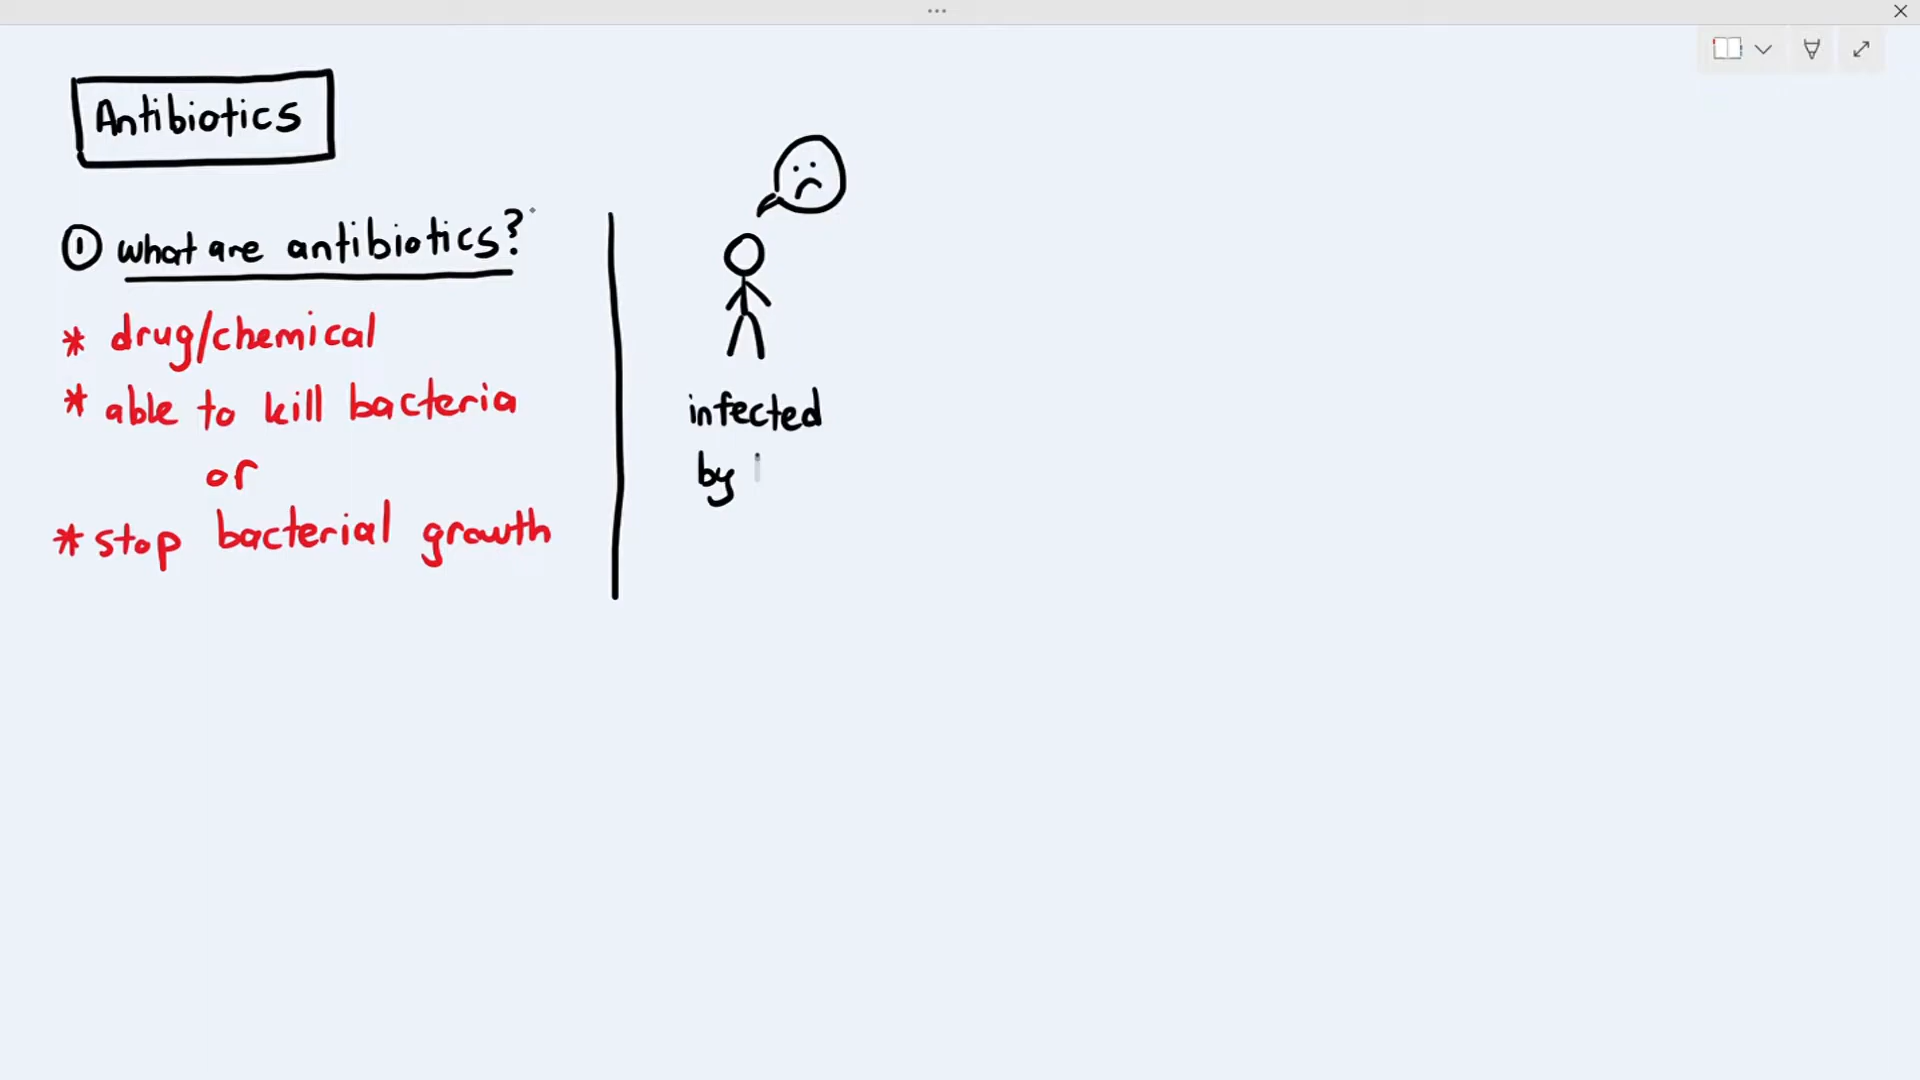 Antibiotics
① what are antibiotics?
* drug/chemical
* able to kill bacteria
or
* stop bacterial growth
infected
by